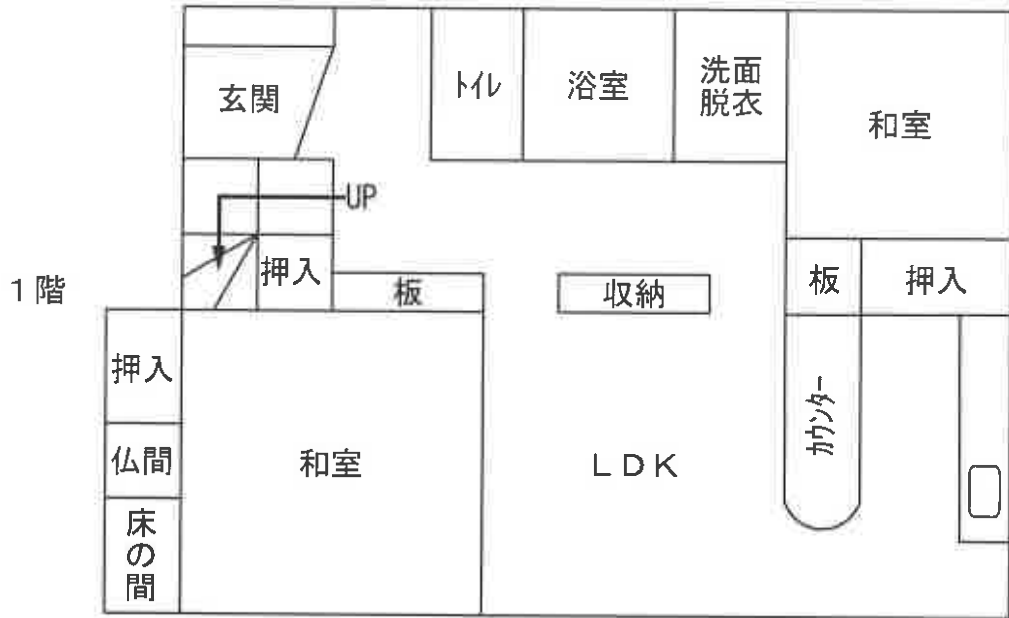 玄関
トイレ
浴室
洗面
脱衣
和室
UP
1階
押入
板
収納
板
押入
押入
仏間
床の間
和室
LDK
カウンター